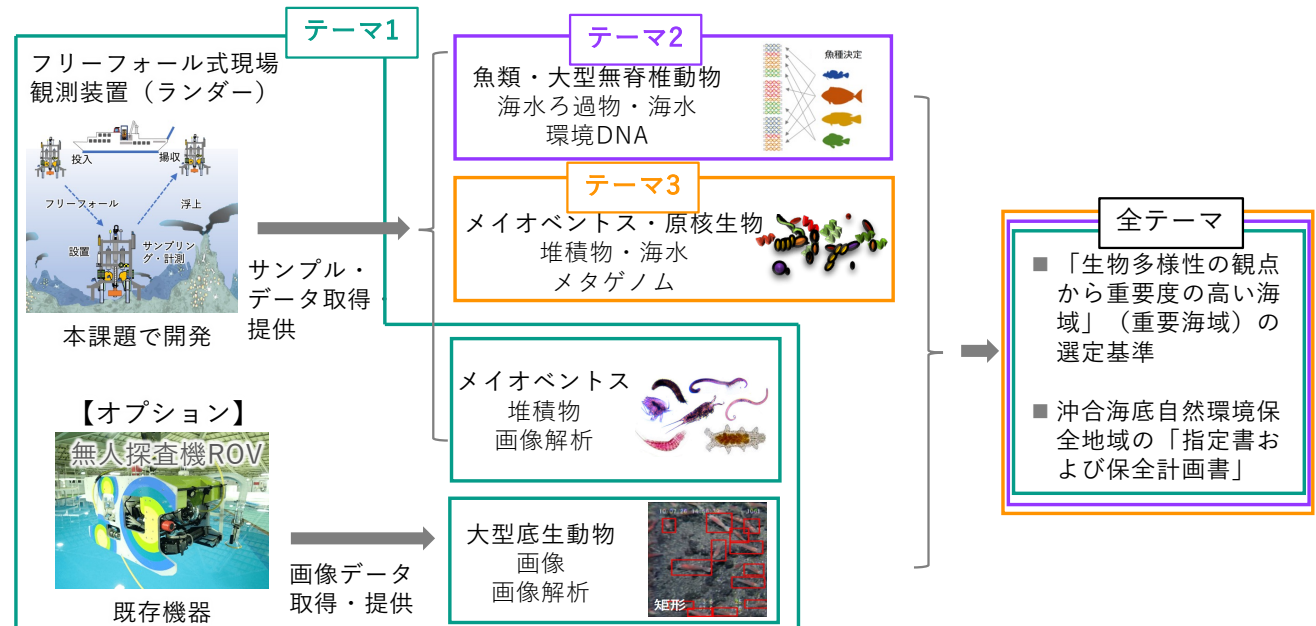 テーマ1
フリーフォール式現場
観測装置（ランダー）
投入
揚収
フリーフォール
浮上
設置
サンプリン
グ・計測
本課題で開発
サンプル・
データ取得
提供
【オプション】
無人探査機ROV
既存機器
画像データ
取得・提供
テーマ2
魚類・大型無脊椎動物
海水ろ過物・海水
環境DNA
魚種決定
テーマ3
メイオベントス・原核生物
堆積物・海水
メタゲノム
メイオベントス
堆積物
画像解析
大型底生動物
画像
画像解析
矩形
全テーマ
■ 「生物多様性の観点
から重要度の高い海
域」（重要海域）の
選定基準
■ 沖合海底自然環境保
全地域の「指定書お
よび保全計画書」